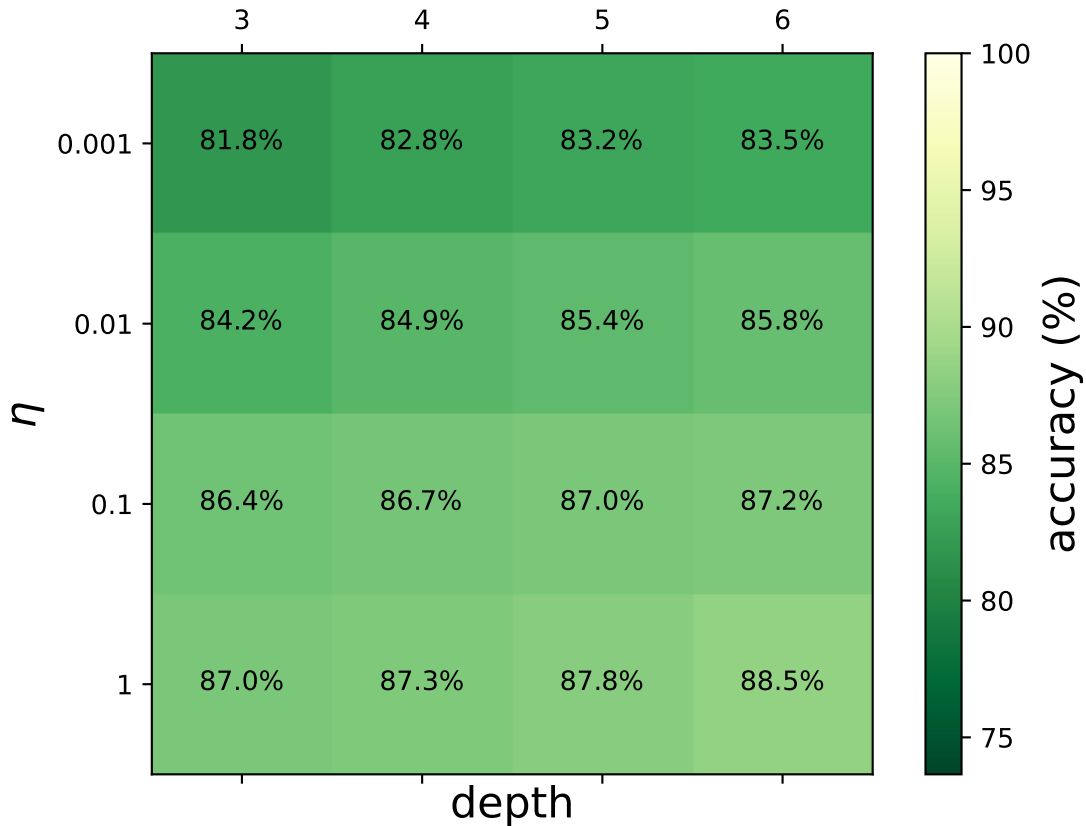 3 4 5 6
0.001 81.8% 82.8% 83.2% 83.5%
0.01 84.2% 84.9% 85.4% 85.8%
0.1 86.4% 86.7% 87.0% 87.2%
1 87.0% 87.3% 87.8% 88.5%
η
depth
100
95
90
85
80
75
accuracy (%)